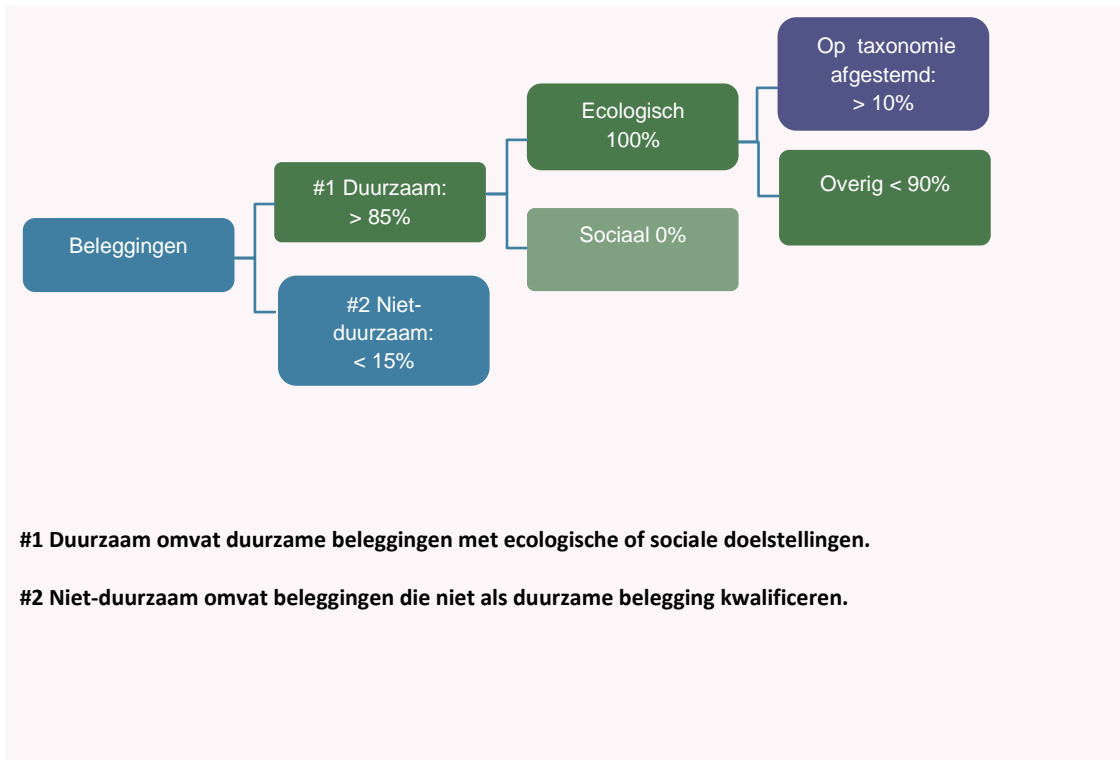 Beleggingen
#1 Duurzaam:
> 85%
#2 Niet-
duurzaam:
< 15%
Ecologisch
100%
Sociaal 0%
Op taxonomie
afgestemd:
> 10%
Overig < 90%
#1 Duurzaam omvat duurzame beleggingen met ecologische of sociale doelstellingen.
#2 Niet-duurzaam omvat beleggingen die niet als duurzame belegging kwalificeren.